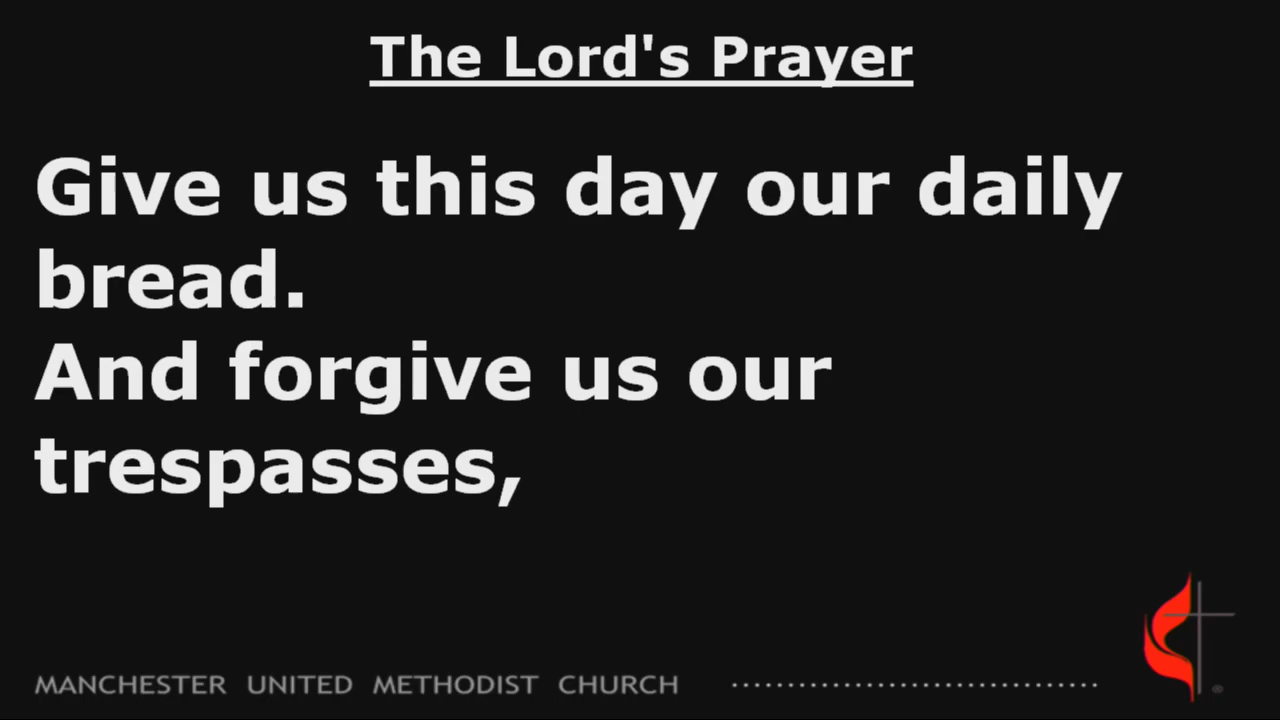 The Lord's Prayer
Give us this day our daily
bread.
And forgive us our
trespasses,
MANCHESTER UNITED METHODIST CHURCH ................................
®